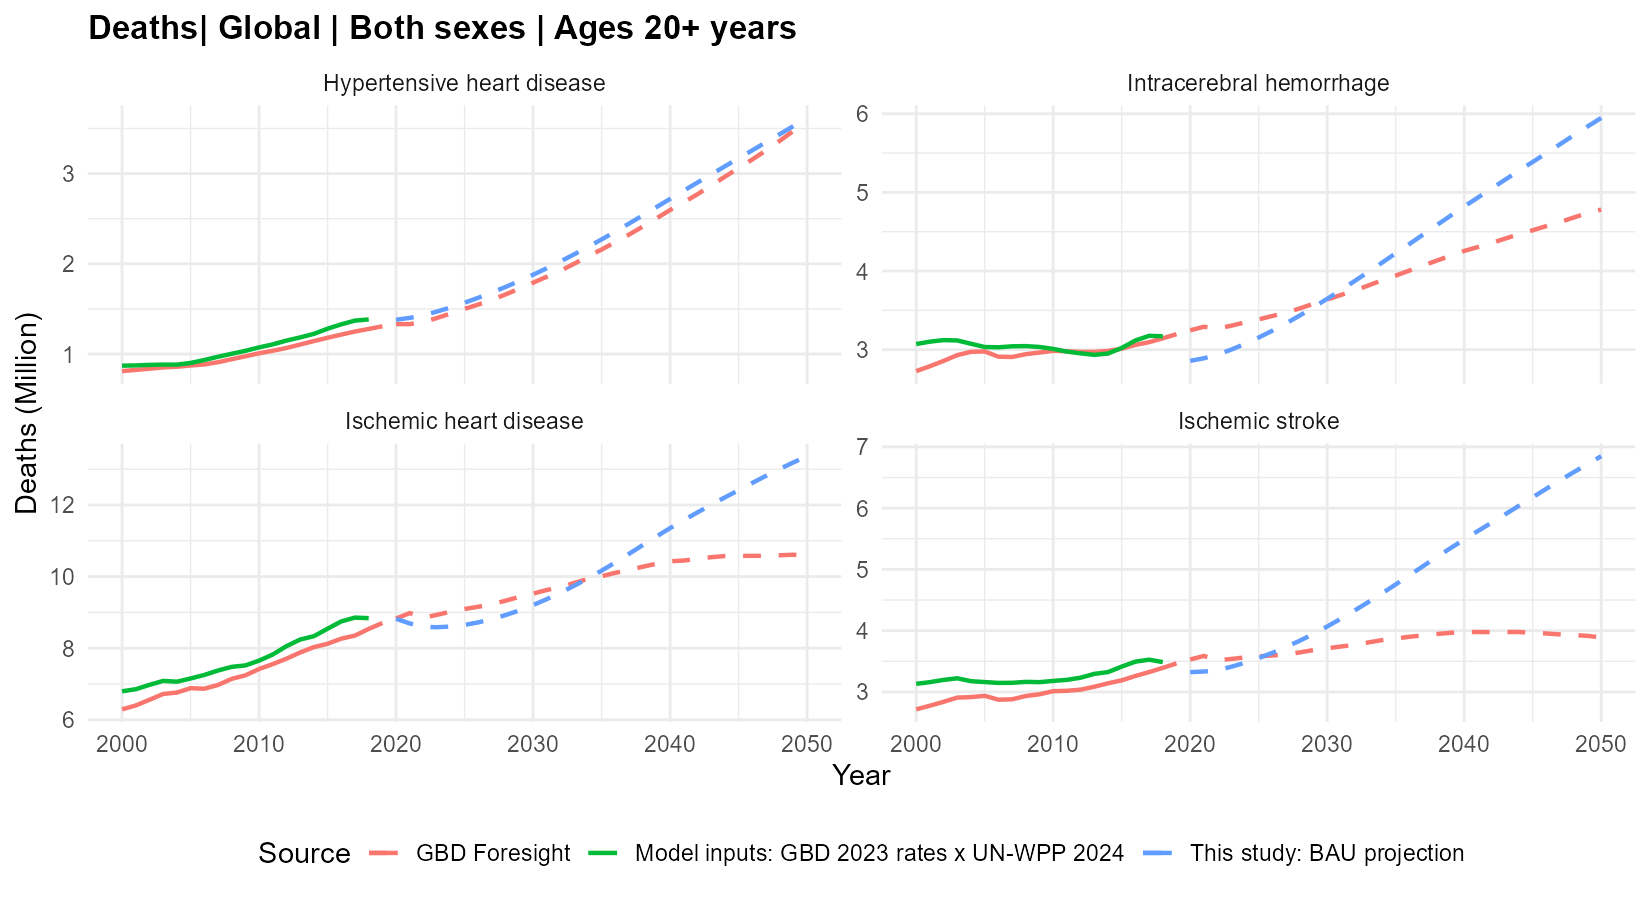 Deaths| Global | Both sexes | Ages 20+ years
Hypertensive heart disease
Intracerebral hemorrhage
3
2
1
6
5
4
3
Deaths (Million)
Ischemic heart disease
Ischemic stroke
12
10
8
6
7
6
5
4
3
2000 2010 2020 2030 2040 2050
2000 2010 2020 2030 2040 2050
Year
Source GBD Foresight Model inputs: GBD 2023 rates x UN-WPP 2024 This study: BAU projection